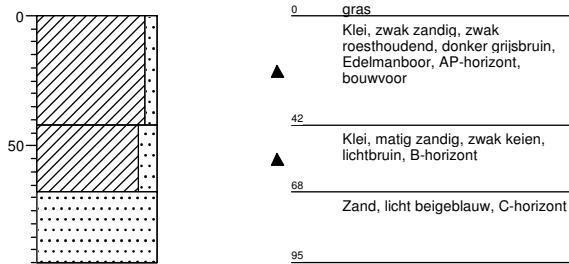 0
50
0
gras
Klei, zwak zandig, zwak
roesthoudend, donker grijsbruin,
Edelmanboor, AP-horizont,
bouwvoor
42
Klei, matig zandig, zwak keien,
lichtbruin, B-horizont
68
Zand, licht beigeblauw, C-horizont
95